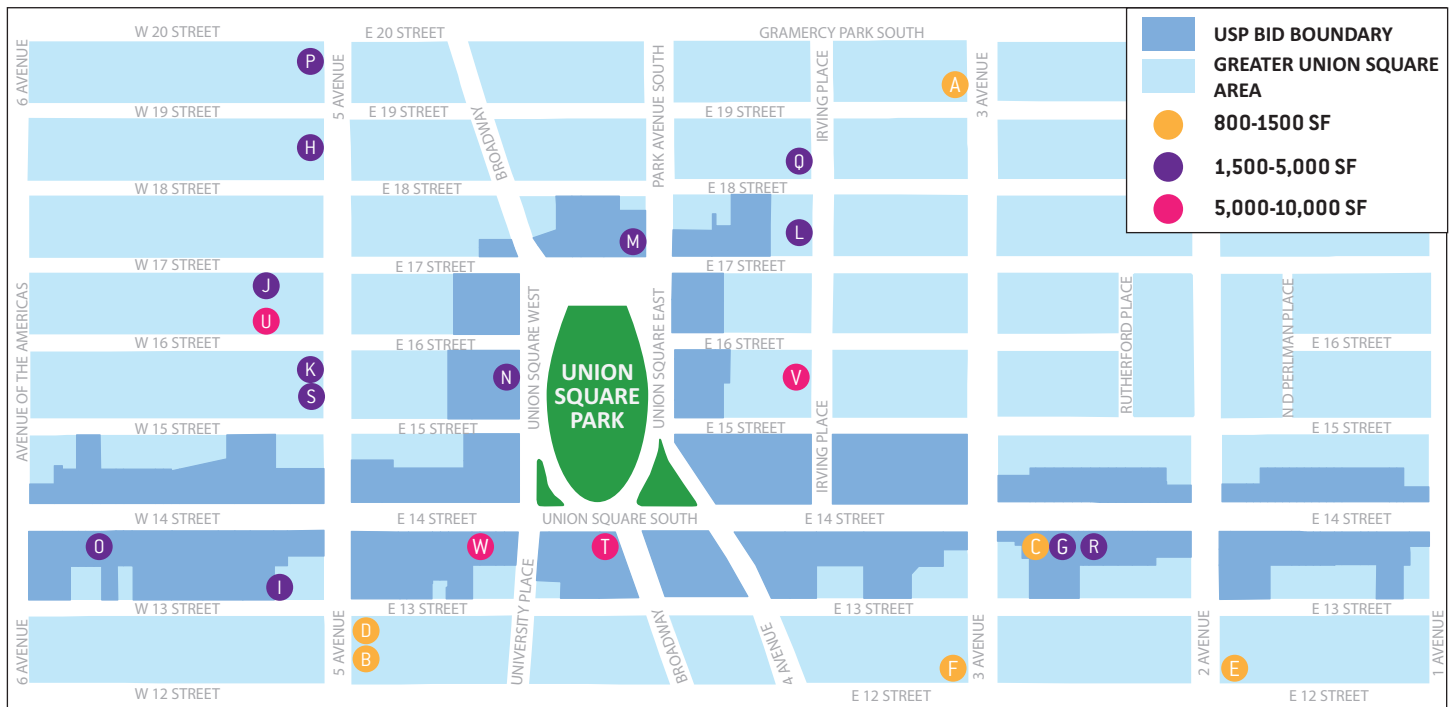 W 20 STREET
E 20 STREET
GRAMERCY PARK SOUTH
USP BID BOUNDARY
GREATER UNION SQUARE
AREA
800-1500 SF
1,500-5,000 SF
5,000-10,000 SF
6 AVENUE
5 AVENUE
BROADWAY
PARK AVENUE SOUTH
IRVING PLACE
3 AVENUE
P
A
W 19 STREET
E 19 STREET
E 19 STREET
H
Q
W 18 STREET
E 18 STREET
E 18 STREET
M
L
W 17 STREET
E 17 STREET
E 17 STREET
AVENUE OF THE AMERICAS
UNION SQUARE WEST
UNION SQUARE EAST
RUTHERFORD PLACE
N D PERLMAN PLACE
J
U
W 16 STREET
E 16 STREET
E 16 STREET
E 16 STREET
K
S
N
UNION
SQUARE
PARK
V
W 15 STREET
E 15 STREET
E 15 STREET
E 15 STREET
IRVING PLACE
W 14 STREET
E 14 STREET
UNION SQUARE SOUTH
E 14 STREET
E 14 STREET
O
W
T
C
G
R
I
W 13 STREET
E 13 STREET
E 13 STREET
E 13 STREET
6 AVENUE
5 AVENUE
UNIVERSITY PLACE
BROADWAY
4 AVENUE
3 AVENUE
2 AVENUE
1 AVENUE
D
B
F
E
W 12 STREET
E 12 STREET
E 12 STREET